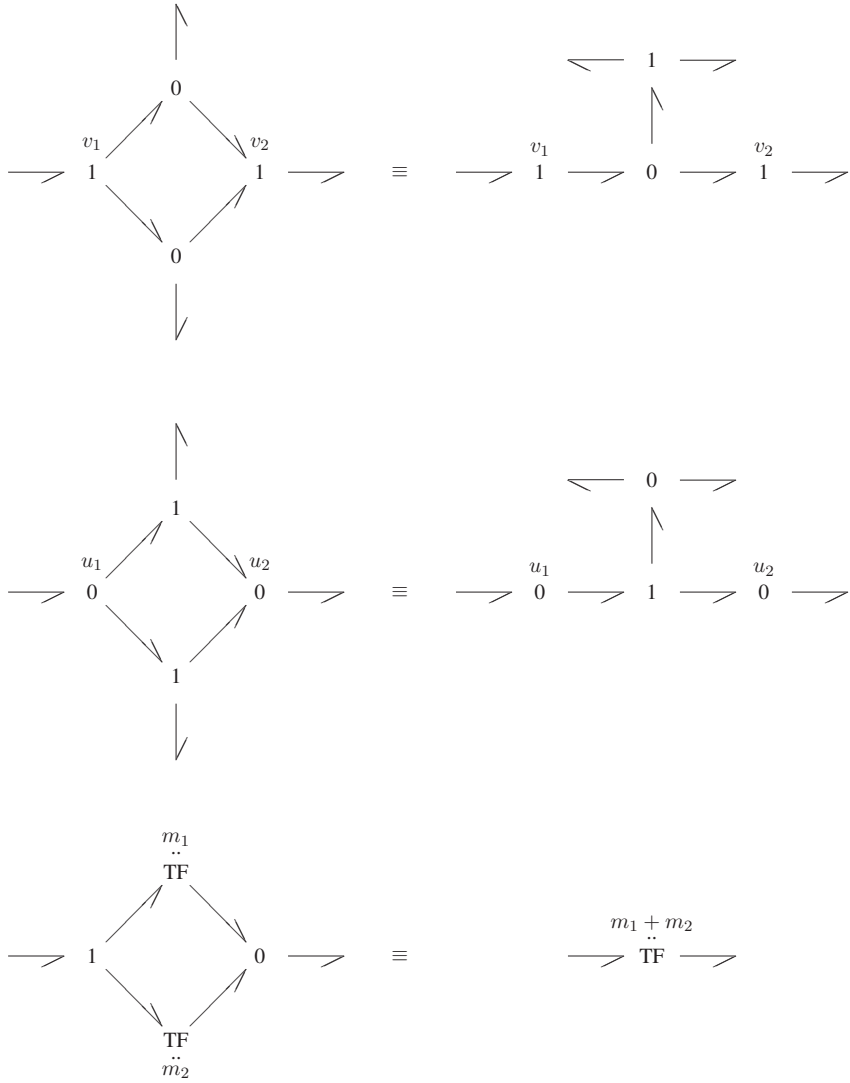 0
1
v₁ v₂ v₁ v₂
1 1 ≡ 1 0 1
0
1
0
u₁ u₂ u₁ u₂
0 0 ≡ 0 1 0
1
m₁
··
TF
m₁ + m₂
··
1 0 ≡ TF
TF
··
m₂